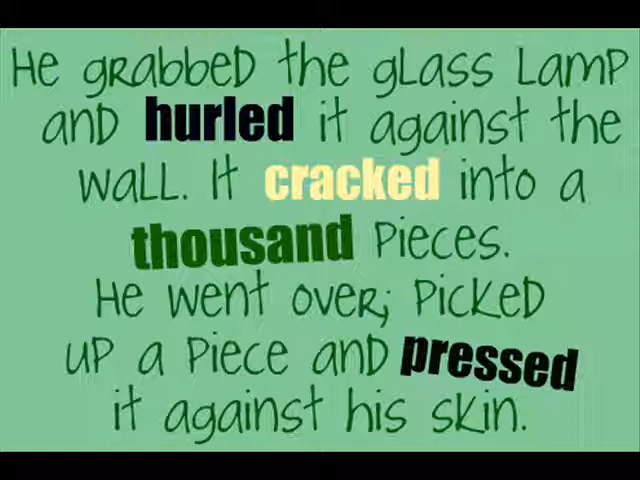 He grabbed the glass lamp
and hurled it against the
wall. It cracked into a
thousand pieces.
He went over; picked
up a piece and pressed
it against his skin.